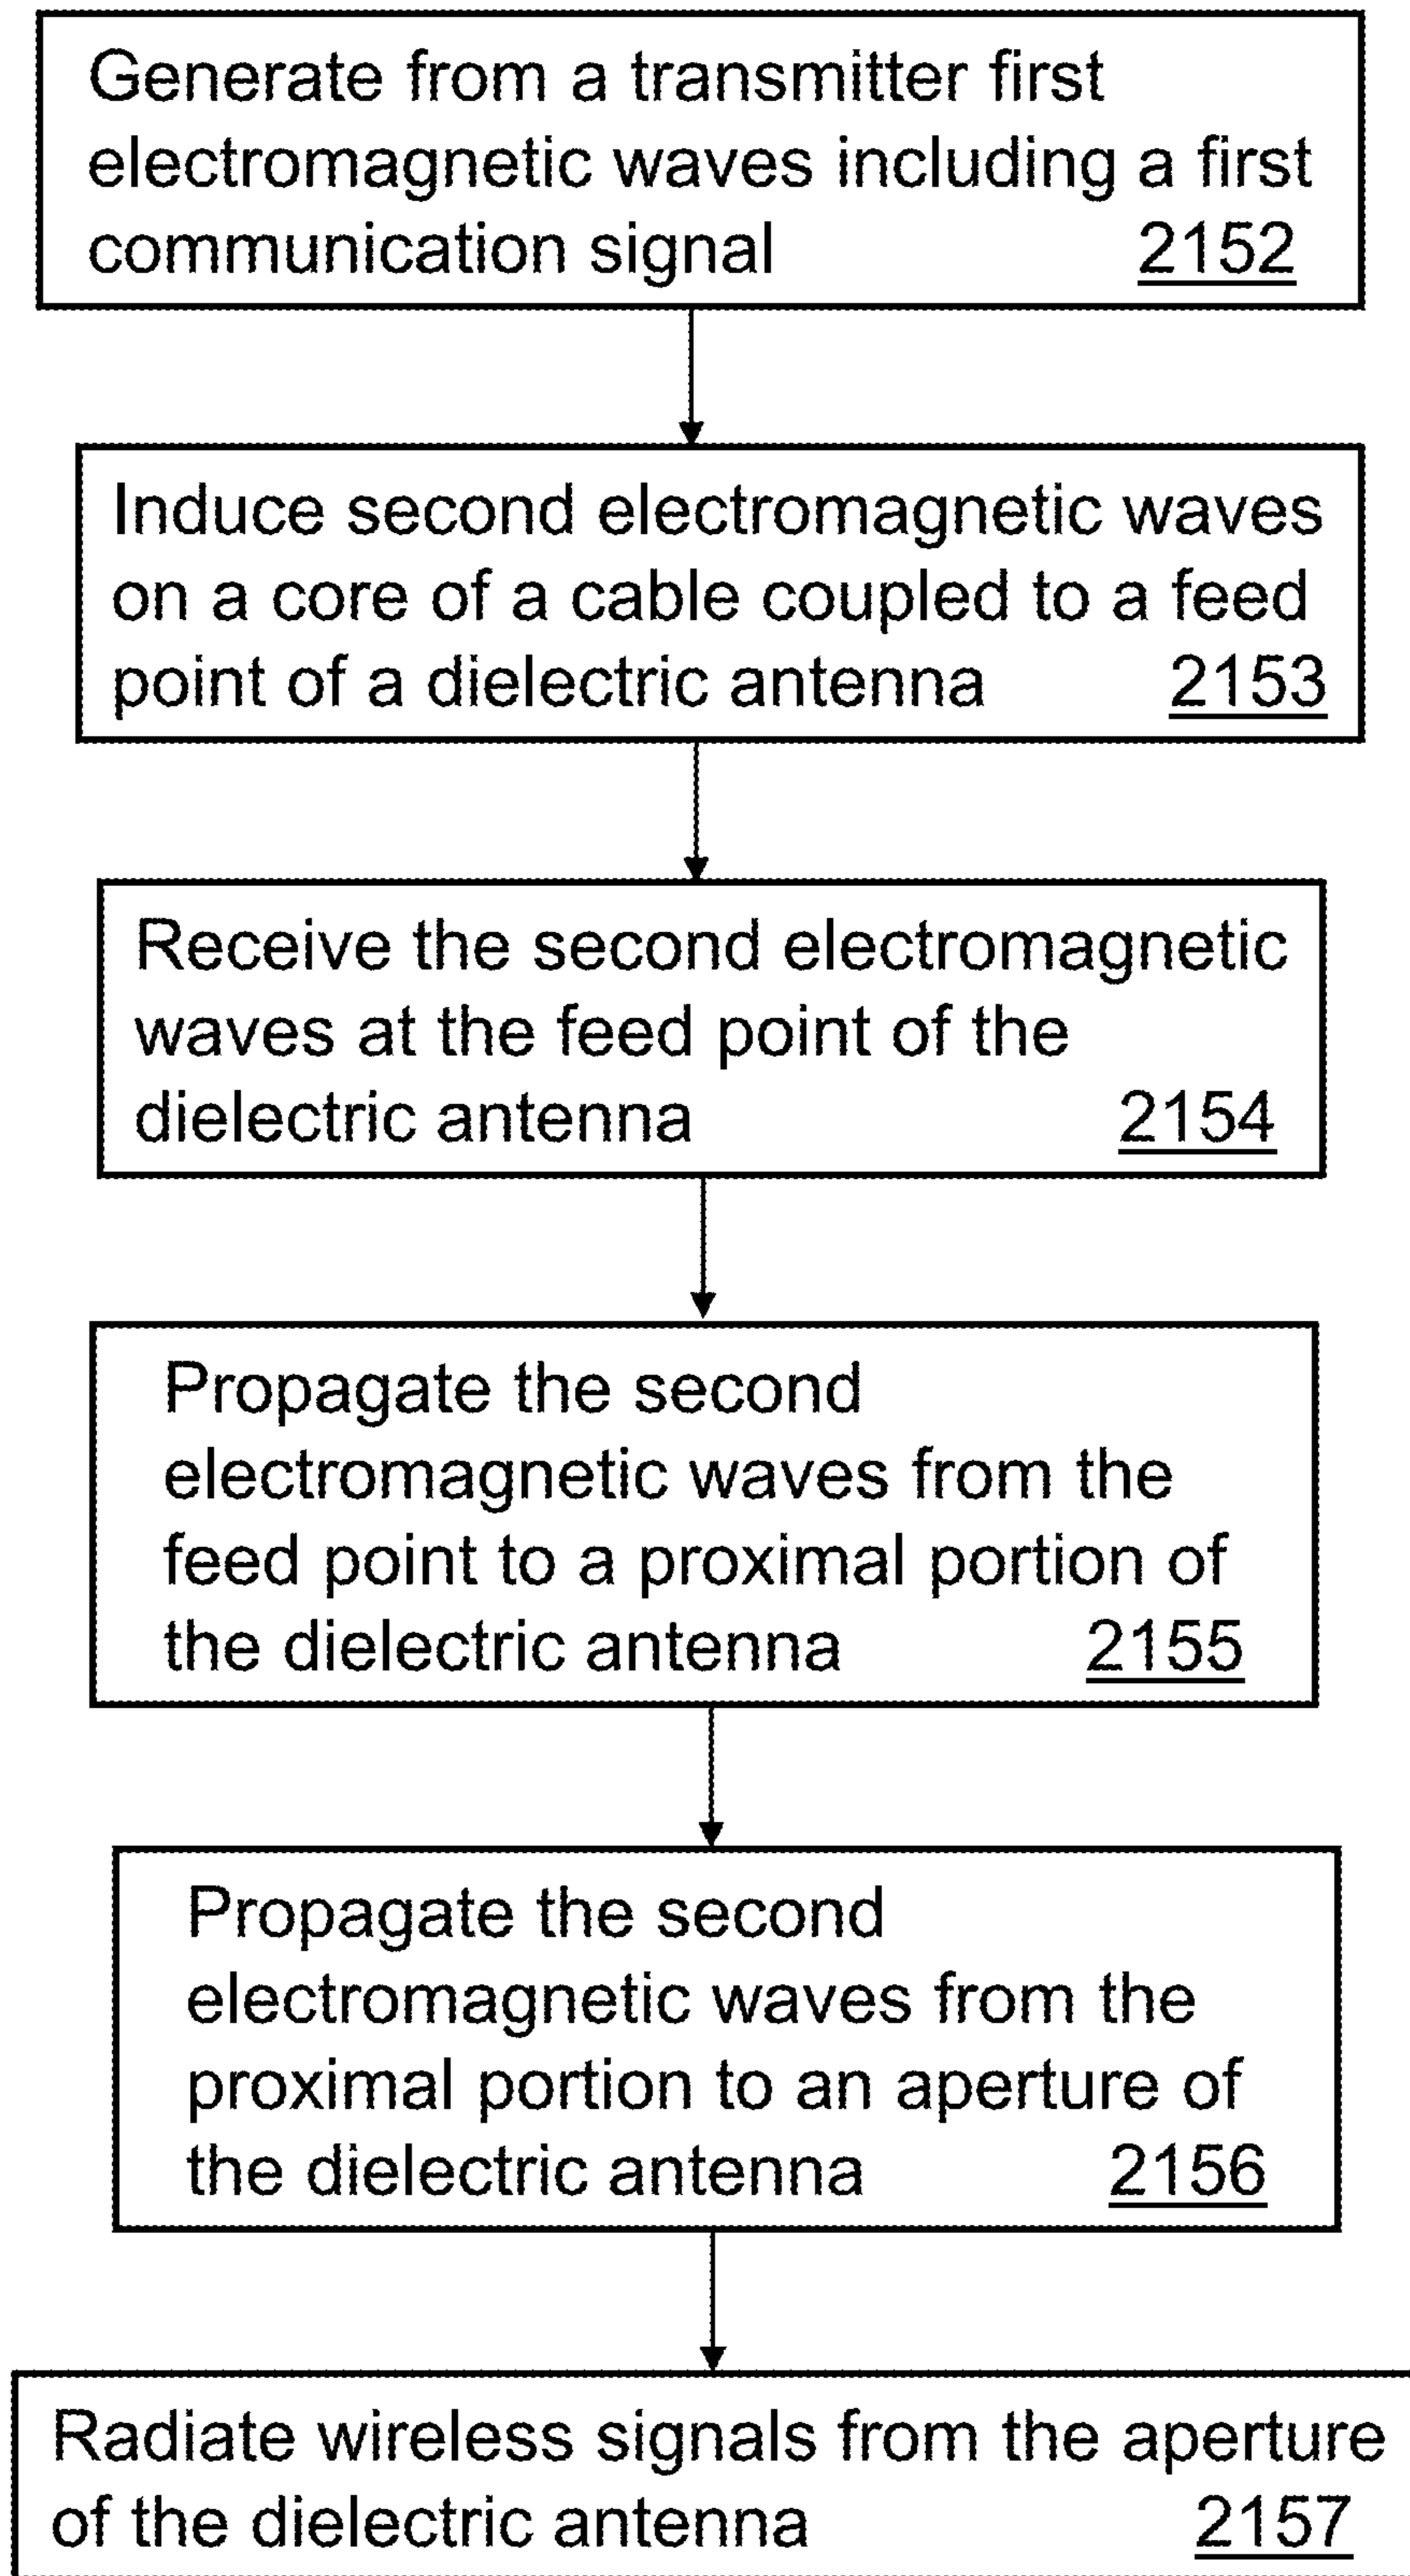 Generate from a transmitter first
electromagnetic waves including a first
communication signal 2152
Induce second electromagnetic waves
on a core of a cable coupled to a feed
point of a dielectric antenna 2153
Receive the second electromagnetic
waves at the feed point of the
dielectric antenna 2154
Propagate the second
electromagnetic waves from the
feed point to a proximal portion of
the dielectric antenna 2155
Propagate the second
electromagnetic waves from the
proximal portion to an aperture of
the dielectric antenna 2156
Radiate wireless signals from the aperture
of the dielectric antenna 2157